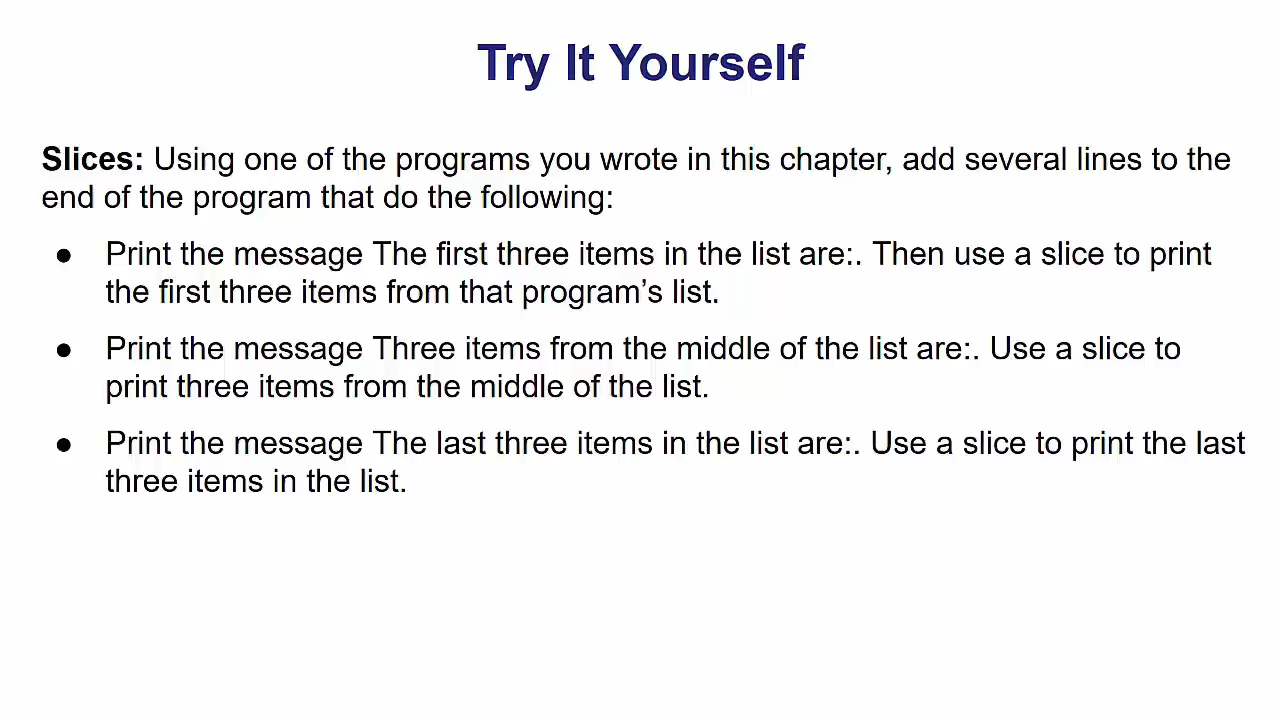 Try It Yourself
Slices: Using one of the programs you wrote in this chapter, add several lines to the
end of the program that do the following:
● Print the message The first three items in the list are:. Then use a slice to print
the first three items from that program’s list.
● Print the message Three items from the middle of the list are:. Use a slice to
print three items from the middle of the list.
● Print the message The last three items in the list are:. Use a slice to print the last
three items in the list.